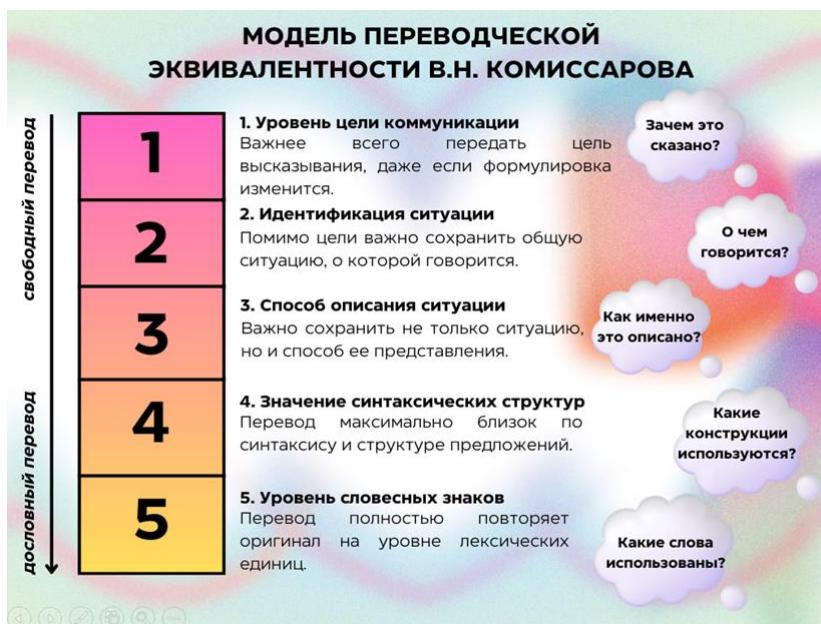 МОДЕЛЬ ПЕРЕВОДЧЕСКОЙ
ЭКВИВАЛЕНТНОСТИ В.Н. КОМИССАРОВА
свободный перевод
дословный перевод
1
1. Уровень цели коммуникации
Важнее всего передать цель
высказывания, даже если формулировка
изменится.
Зачем это
сказано?
2
2. Идентификация ситуации
Помимо цели важно сохранить общую
ситуацию, о которой говорится.
О чем
говорится?
3
3. Способ описания ситуации
Важно сохранить не только ситуацию,
но и способ ее представления.
Как именно
это описано?
4
4. Значение синтаксических структур
Перевод максимально близок по
синтаксису и структуре предложений.
Какие
конструкции
используются?
5
5. Уровень словесных знаков
Перевод полностью повторяет
оригинал на уровне лексических
единиц.
Какие слова
использованы?